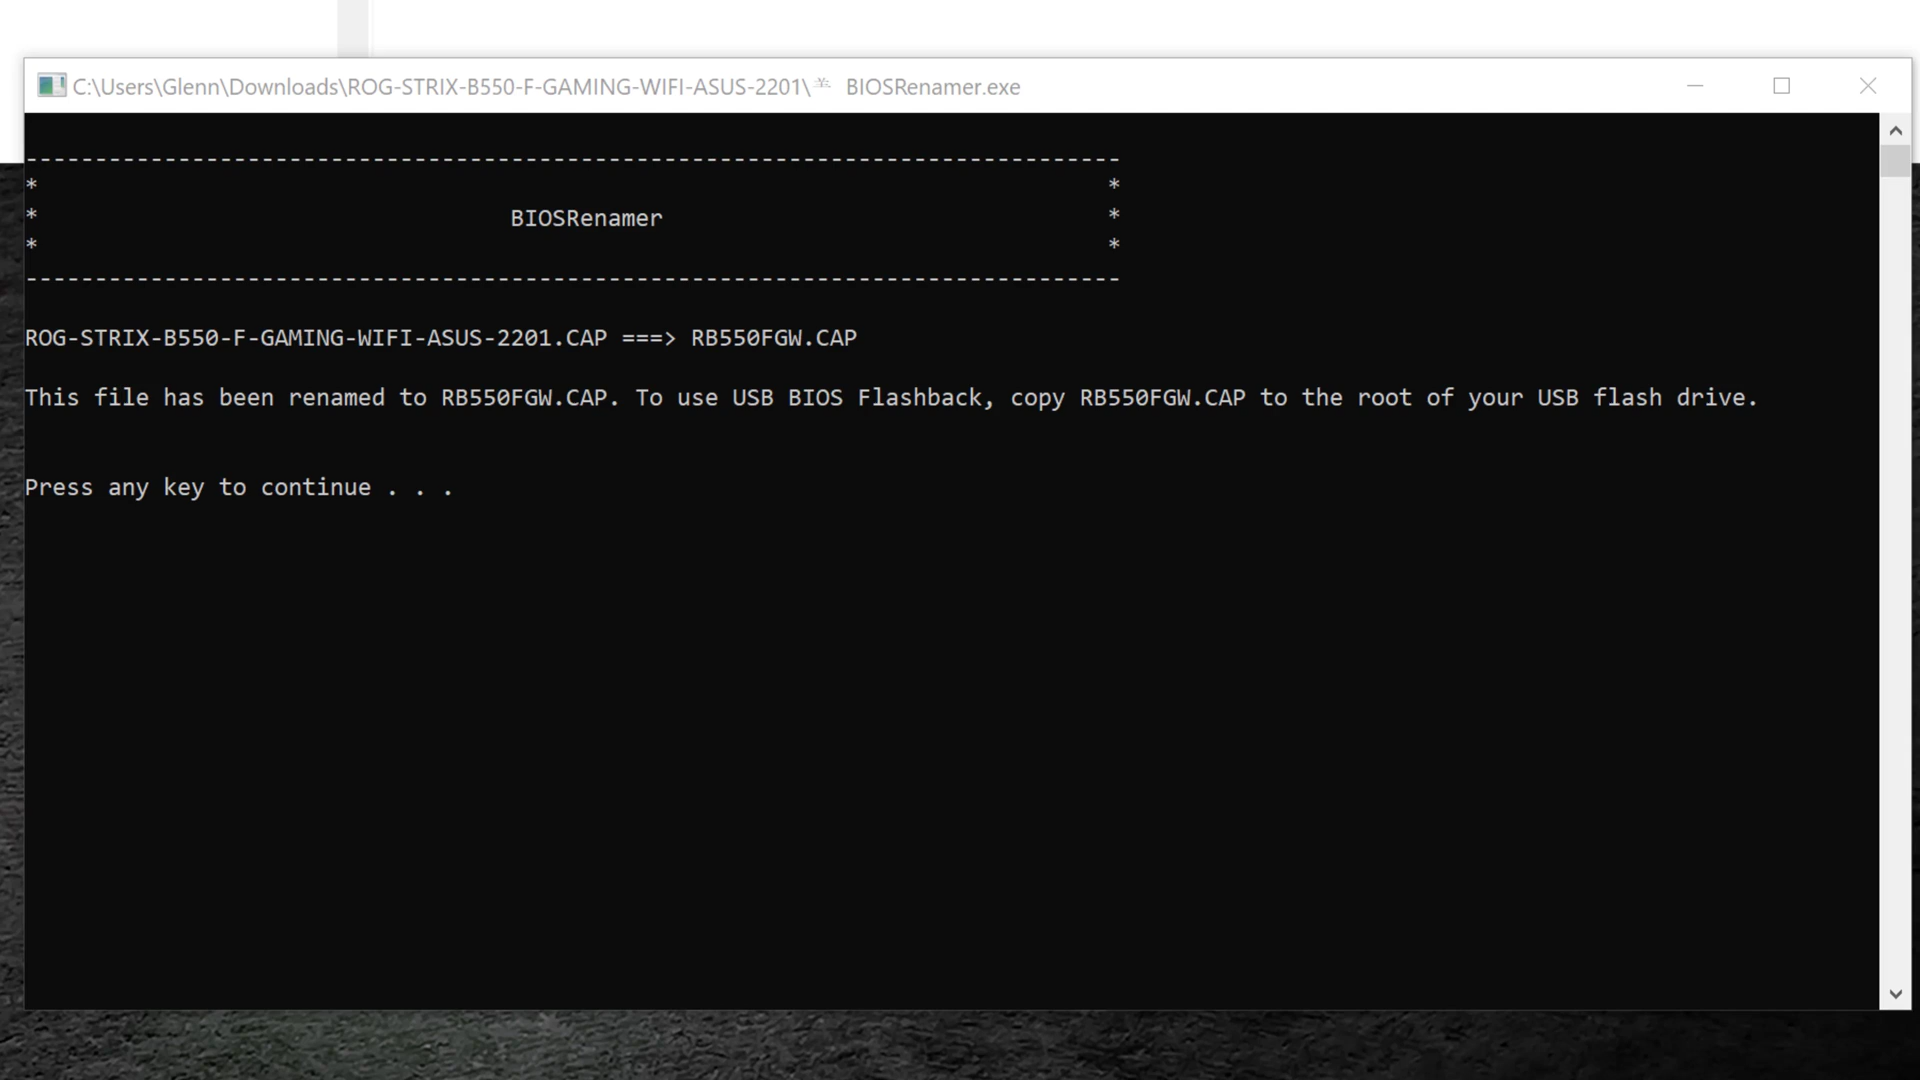 C:\Users\Glenn\Downloads\ROG-STRIX-B550-F-GAMING-WIFI-ASUS-2201\ BIOSRenamer.exe
-------------------------------------------------------------------------------
* *
* BIOSRenamer *
* *
-------------------------------------------------------------------------------
ROG-STRIX-B550-F-GAMING-WIFI-ASUS-2201.CAP ===> RB550FGW.CAP
This file has been renamed to RB550FGW.CAP. To use USB BIOS Flashback, copy RB550FGW.CAP to the root of your USB flash drive.
Press any key to continue . . .